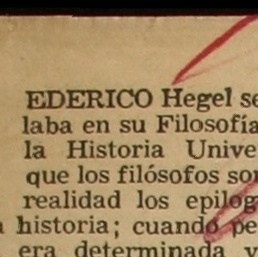 EDERICO Hegel se
laba en su Filosofía
la Historia Unive
que los filósofos so
realidad los epilog
historia; cuando pe
era determinada y